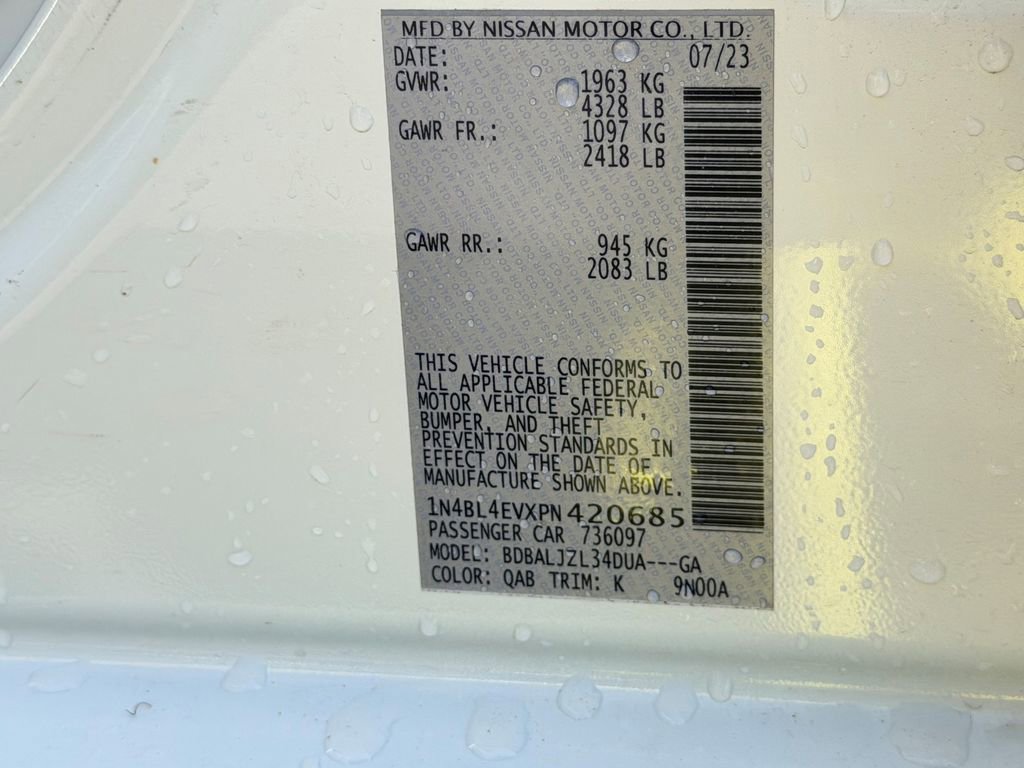 MFD BY NISSAN MOTOR CO., LTD.
DATE: 07/23
GVWR: 1963 KG
4328 LB
GAWR FR.: 1097 KG
2418 LB
GAWR RR.: 945 KG
2083 LB
THIS VEHICLE CONFORMS TO
ALL APPLICABLE FEDERAL
MOTOR VEHICLE SAFETY,
BUMPER, AND THEFT
PREVENTION STANDARDS IN
EFFECT ON THE DATE OF
MANUFACTURE SHOWN ABOVE.
1N4BL4EVXPN420685
PASSENGER CAR 736097
MODEL: BDBALJZL34DUA---GA
COLOR: QAB TRIM: K 9N00A